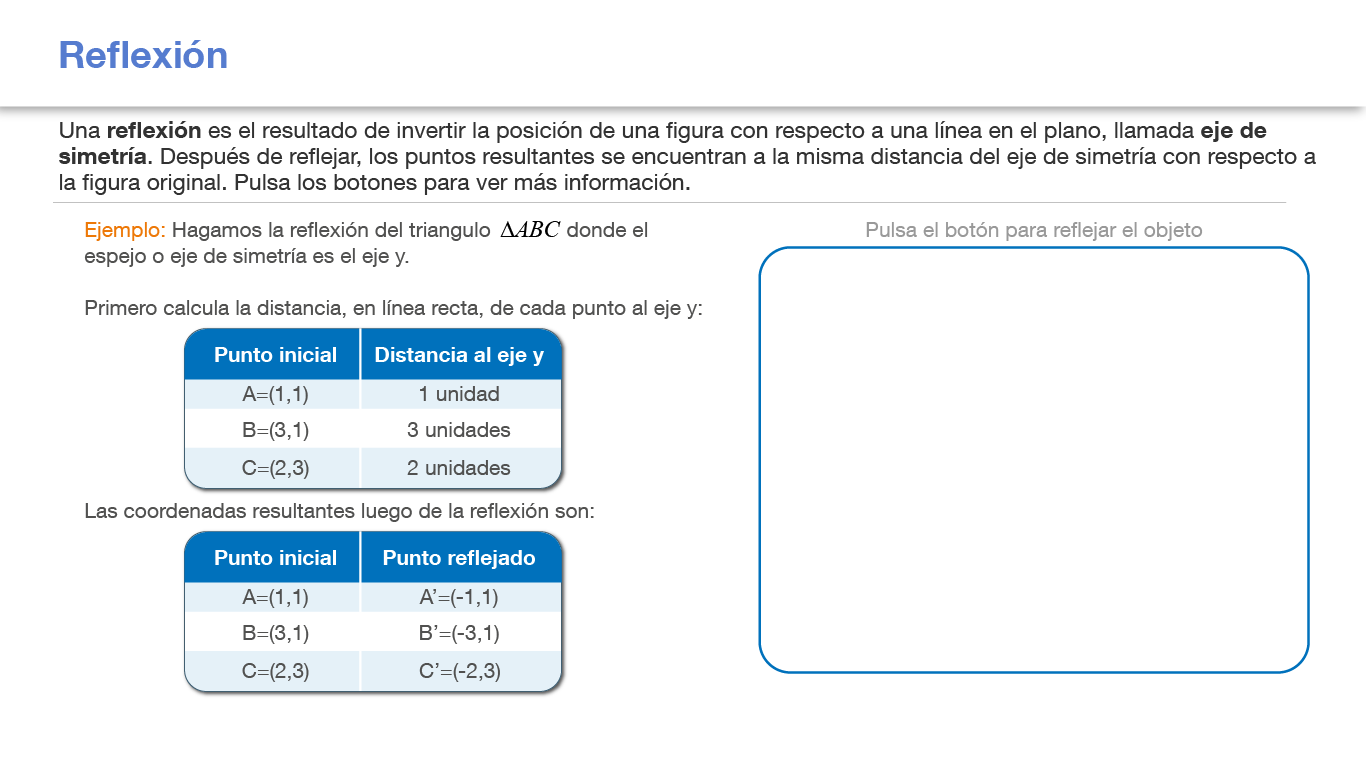 Reflexión
Una reflexión es el resultado de invertir la posición de una figura con respecto a una línea en el plano, llamada eje de
simetría. Después de reflejar, los puntos resultantes se encuentran a la misma distancia del eje de simetría con respecto a
la figura original. Pulsa los botones para ver más información.
Ejemplo: Hagamos la reflexión del triangulo ΔABC donde el
espejo o eje de simetría es el eje y.
Primero calcula la distancia, en línea recta, de cada punto al eje y:
Punto inicial Distancia al eje y
A=(1,1) 1 unidad
B=(3,1) 3 unidades
C=(2,3) 2 unidades
Las coordenadas resultantes luego de la reflexión son:
Punto inicial Punto reflejado
A=(1,1) A’=(-1,1)
B=(3,1) B’=(-3,1)
C=(2,3) C’=(-2,3)
Pulsa el botón para reflejar el objeto